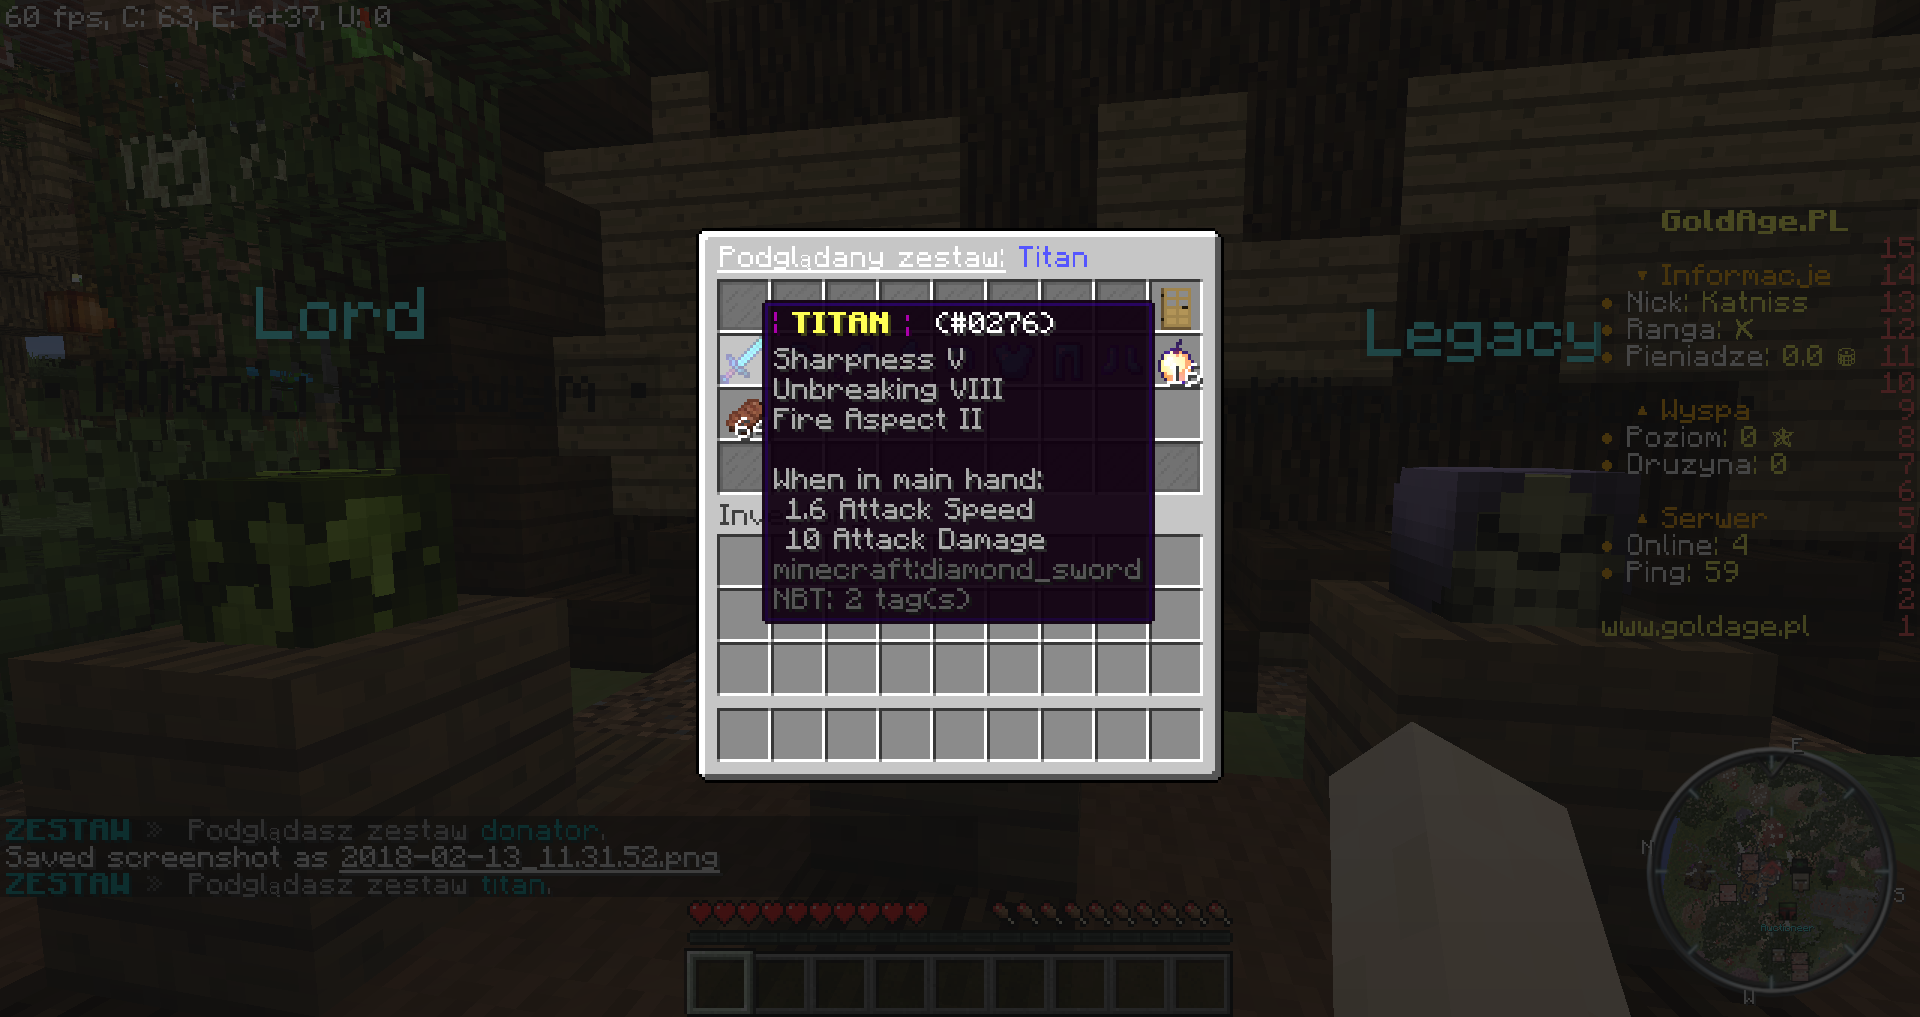 60 fps, C: 63, E: 6+37, U: 0
Lord
Legacy
Podglądany zestaw: Titan
¦ TITAN ¦ (#0276)
Sharpness V
Unbreaking VIII
Fire Aspect II
When in main hand:
1.6 Attack Speed
10 Attack Damage
minecraft:diamond_sword
NBT: 2 tag(s)
GoldAge.PL
15
▼ Informacje 14
● Nick: Katniss 13
● Ranga: X 12
● Pieniadze: 0.0 11
10
▲ Wyspa 9
● Poziom: 0 ★ 8
● Druzyna: 0 7
6
▲ Serwer 5
● Online: 4 4
● Ping: 59 3
2
www.goldage.pl 1
ZESTAW » Podglądasz zestaw donator.
Saved screenshot as 2018-02-13_11.31.52.png
ZESTAW » Podglądasz zestaw titan.
E
N
S
W